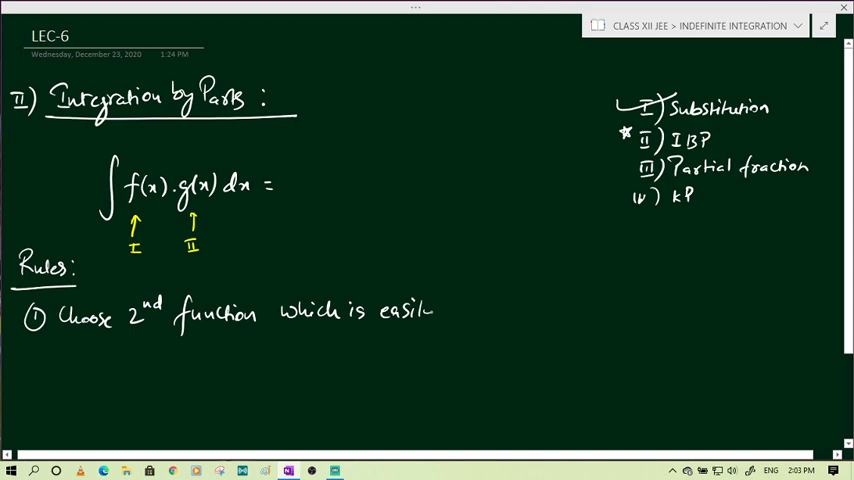 CLASS XII JEE > INDEFINITE INTEGRATION
LEC-6
Wednesday, December 23, 2020 1:24 PM
II) Integration by Parts :
I) Substitution
* II) IBP
III) Partial fraction
IV) KP
∫ f(x).g(x) dx =
I II
Rules:
① Choose 2nd function which is easil
ENG 2:03 PM